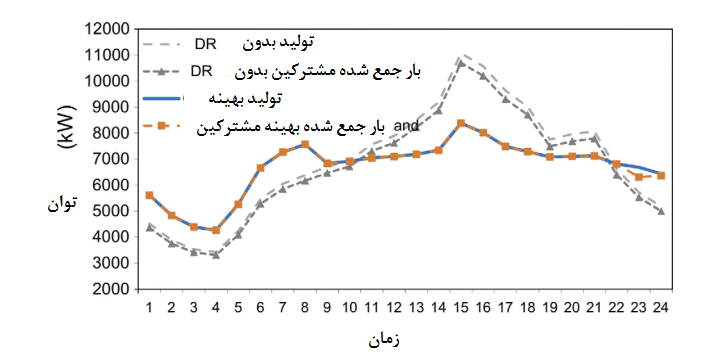 12000
11000
10000
9000
8000
7000
6000
5000
4000
3000
2000
(kW)
توان
تولید بدون DR
بار جمع شده مشترکین بدون DR
تولید بهینه
بار جمع شده بهینه مشترکین and
1 2 3 4 5 6 7 8 9 10 11 12 13 14 15 16 17 18 19 20 21 22 23 24
زمان